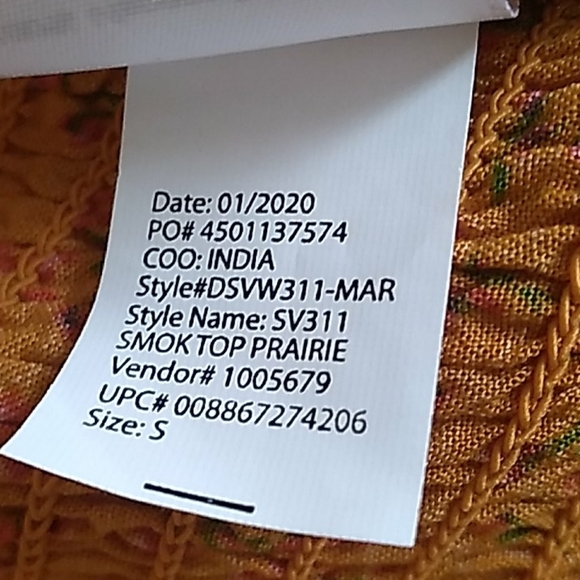 Date: 01/2020
PO# 4501137574
COO: INDIA
Style#DSVW311-MAR
Style Name: SV311
SMOK TOP PRAIRIE
Vendor# 1005679
UPC# 008867274206
Size: S